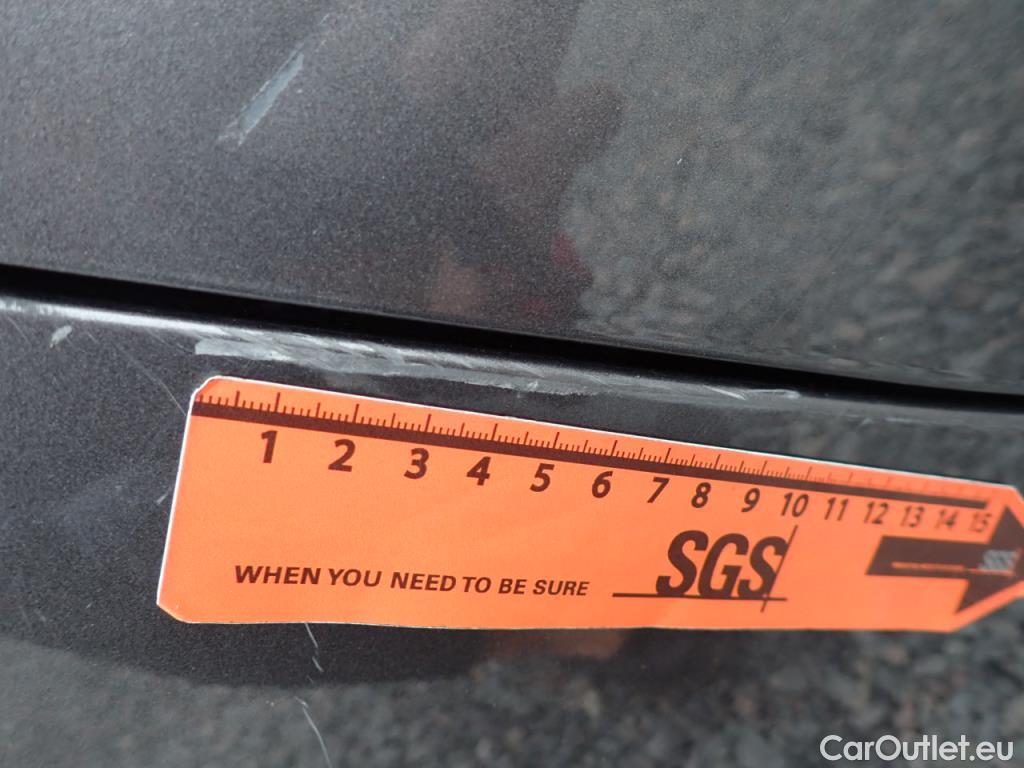 1 2 3 4 5 6 7 8 9 10 11 12 13 14 15
WHEN YOU NEED TO BE SURE SGS
SGS
CarOutlet.eu